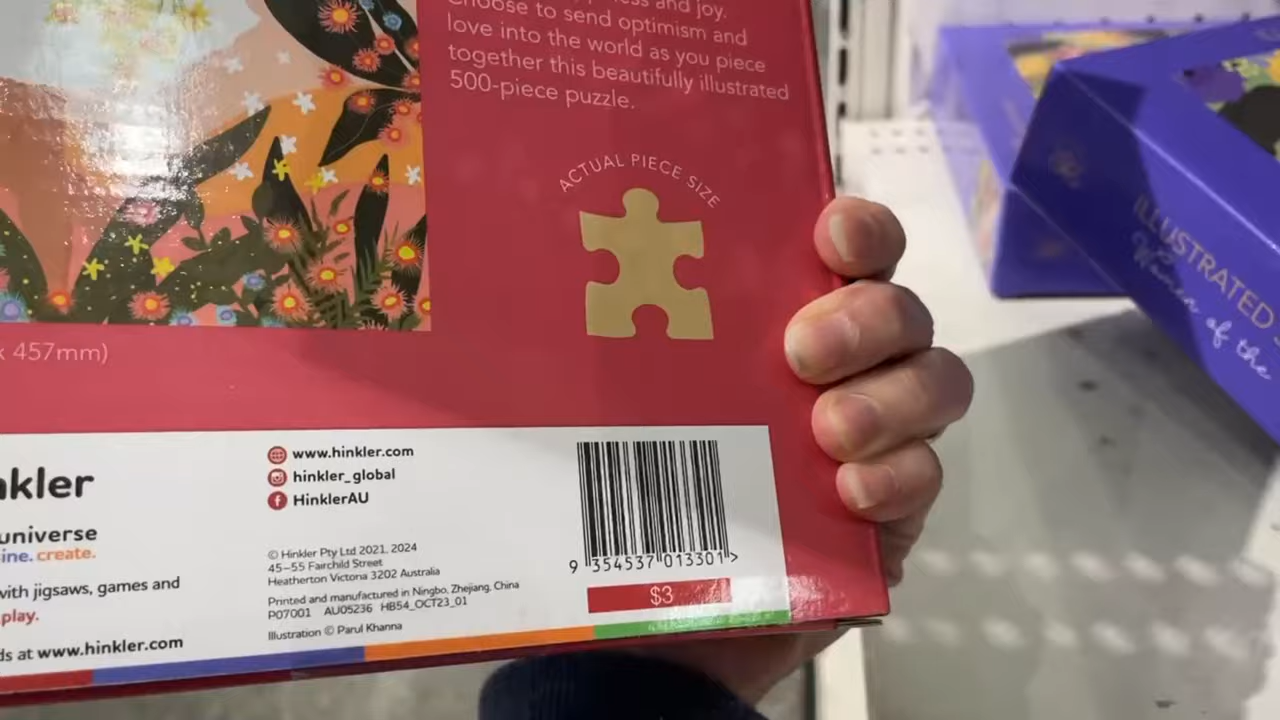 and joy.
Choose to send optimism and
love into the world as you piece
together this beautifully illustrated
500-piece puzzle.
ACTUAL PIECE SIZE
x 457mm)
nkler
universe
ine. create.
with jigsaws, games and
play.
ds at www.hinkler.com
www.hinkler.com
hinkler_global
HinklerAU
© Hinkler Pty Ltd 2021, 2024
45–55 Fairchild Street
Heatherton Victoria 3202 Australia
Printed and manufactured in Ningbo, Zhejiang, China
P07001 AU05236 HB54_OCT23_01
Illustration © Parul Khanna
9 354537 013301 >
$3
ILLUSTRATED
Women of the